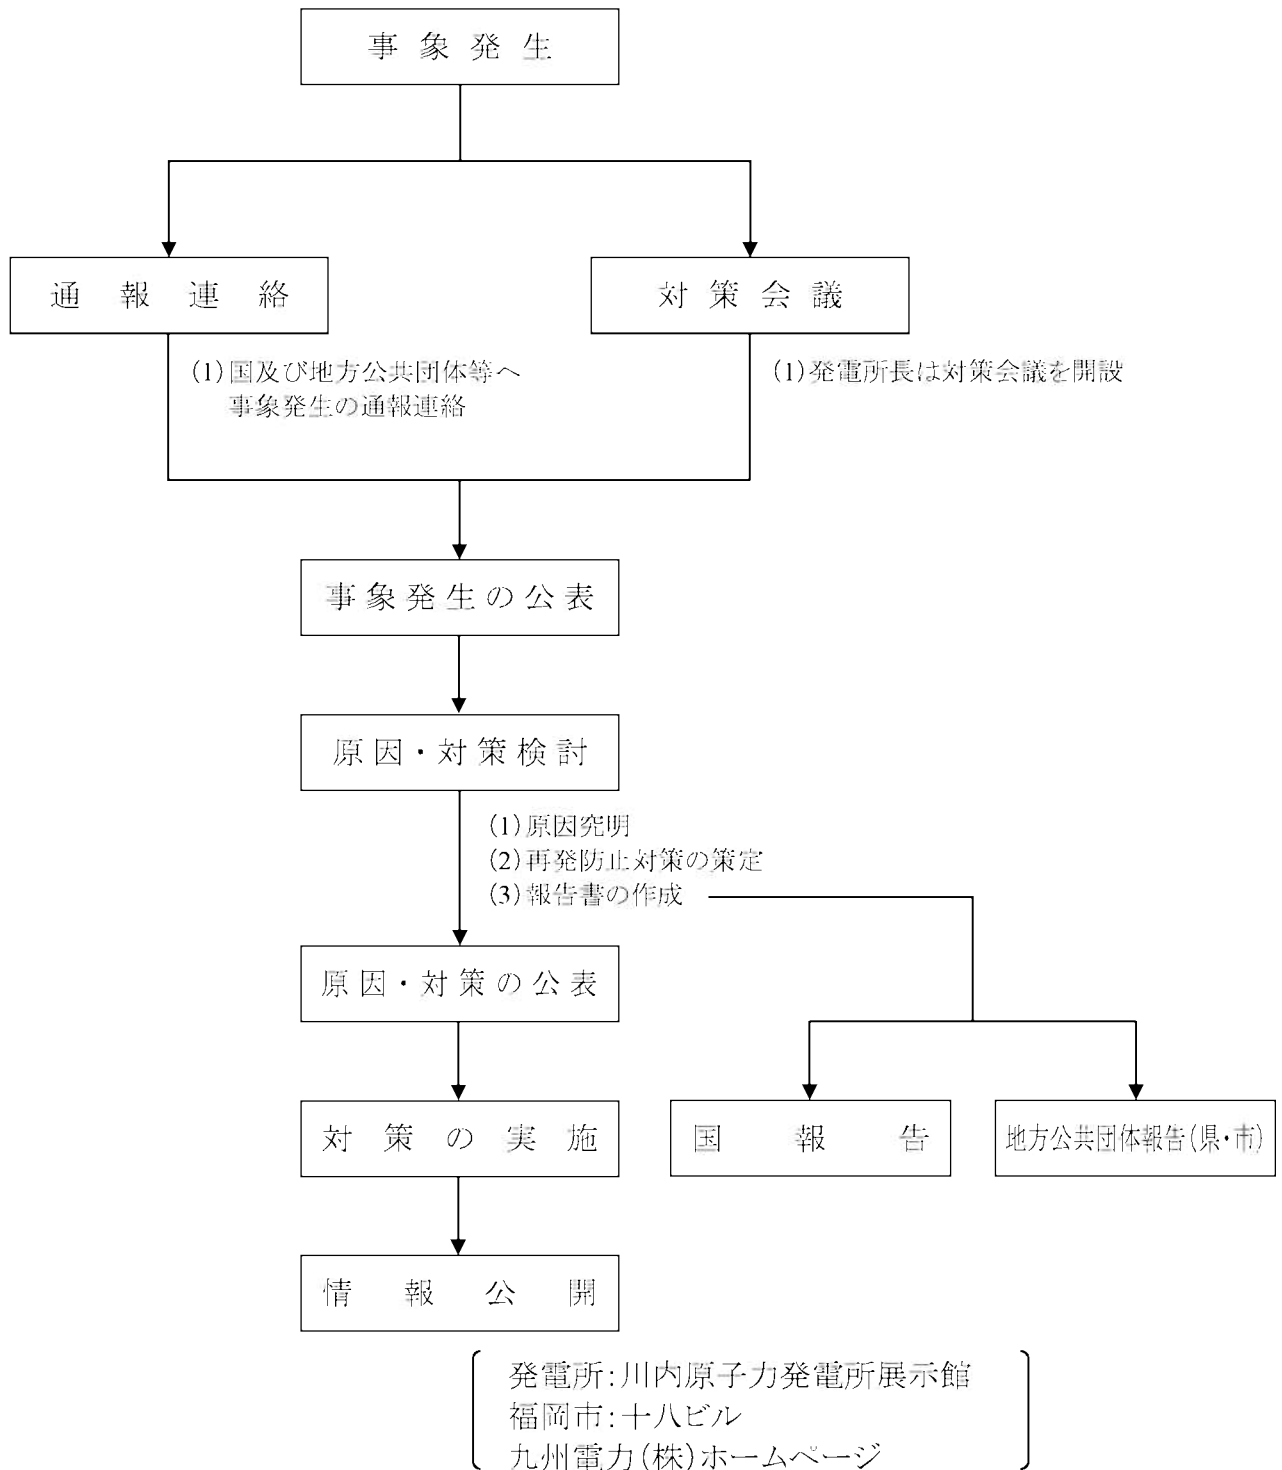 事象発生
通報連絡
対策会議
(1)国及び地方公共団体等へ
事象発生の通報連絡
(1)発電所長は対策会議を開設
事象発生の公表
原因・対策検討
(1)原因究明
(2)再発防止対策の策定
(3)報告書の作成
原因・対策の公表
対策の実施
国報告
地方公共団体報告(県・市)
情報公開
発電所:川内原子力発電所展示館
福岡市:十八ビル
九州電力(株)ホームページ